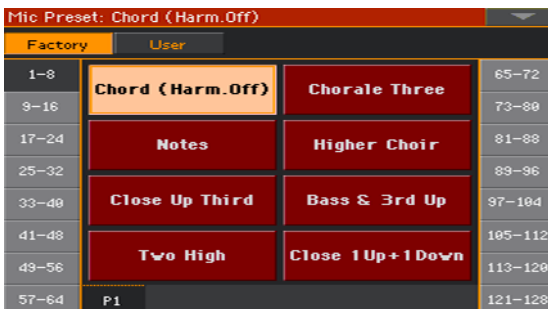 Mic Preset: Chord (Harm.Off)
Factory User
1-8
9-16
17-24
25-32
33-40
41-48
49-56
57-64
Chord (Harm.Off) Chorale Three
Notes Higher Choir
Close Up Third Bass & 3rd Up
Two High Close 1Up+1Down
P1
65-72
73-80
81-88
89-96
97-104
105-112
113-120
121-128